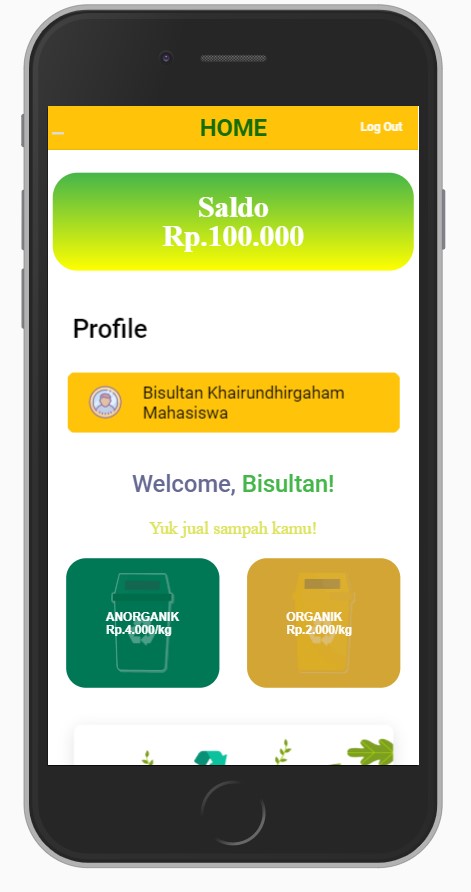 HOME
Log Out
Saldo
Rp.100.000
Profile
Bisultan Khairundhirgaham
Mahasiswa
Welcome, Bisultan!
Yuk jual sampah kamu!
ANORGANIK
Rp.4.000/kg
ORGANIK
Rp.2.000/kg